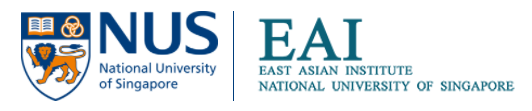 NUS
National University
of Singapore
EAI
EAST ASIAN INSTITUTE
NATIONAL UNIVERSITY OF SINGAPORE